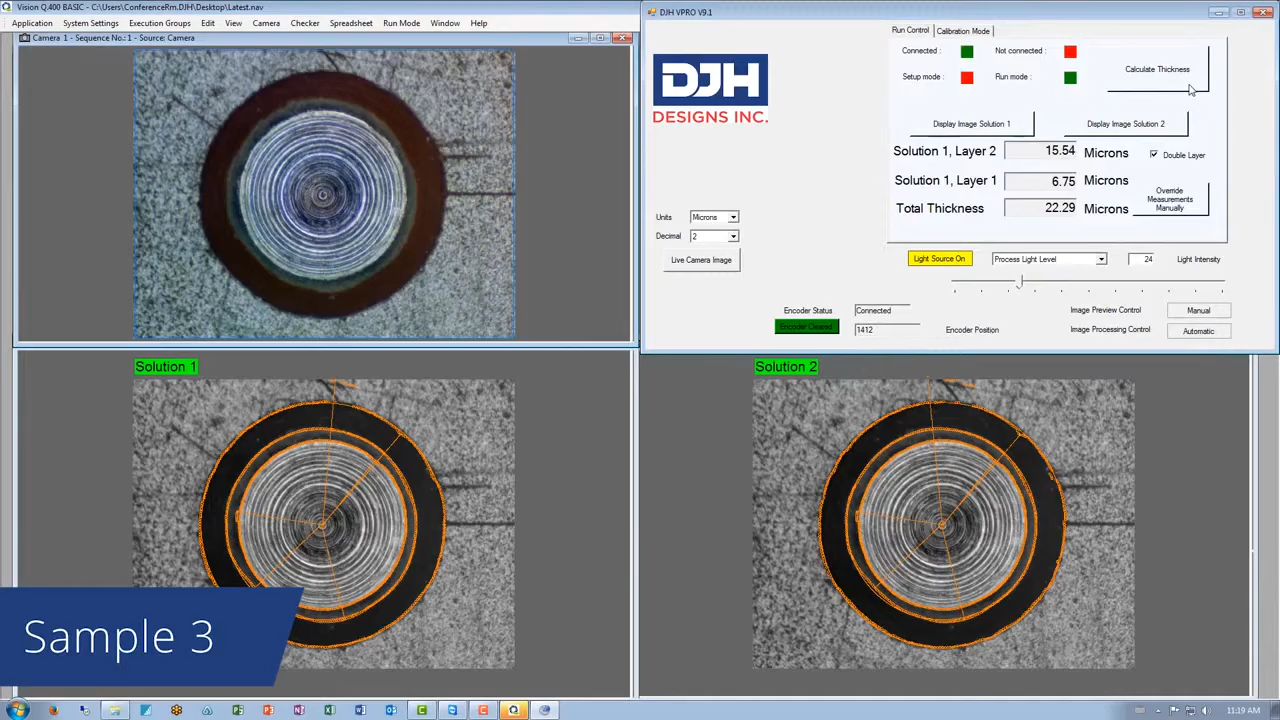 Vision Q.400 BASIC - C:\Users\ConferenceRm.DJH\Desktop\Latest.nav
Application System Settings Execution Groups Edit View Camera Checker Spreadsheet Run Mode Window Help
Camera 1 - Sequence No.: 1 - Source: Camera
DJH VPRO V9.1
Run Control Calibration Mode
Connected : Not connected :
Calculate Thickness
Setup mode : Run mode :
DJH
DESIGNS INC.
Display Image Solution 1 Display Image Solution 2
Solution 1, Layer 2 15.54 Microns Double Layer
Solution 1, Layer 1 6.75 Microns
Override
Measurements
Manually
Total Thickness 22.29 Microns
Units Microns
Decimal 2
Live Camera Image
Light Source On Process Light Level 24 Light Intensity
Encoder Status Connected Image Preview Control Manual
Encoder Cleared 1412 Encoder Position Image Processing Control Automatic
Solution 1
Solution 2
Sample 3
11:19 AM